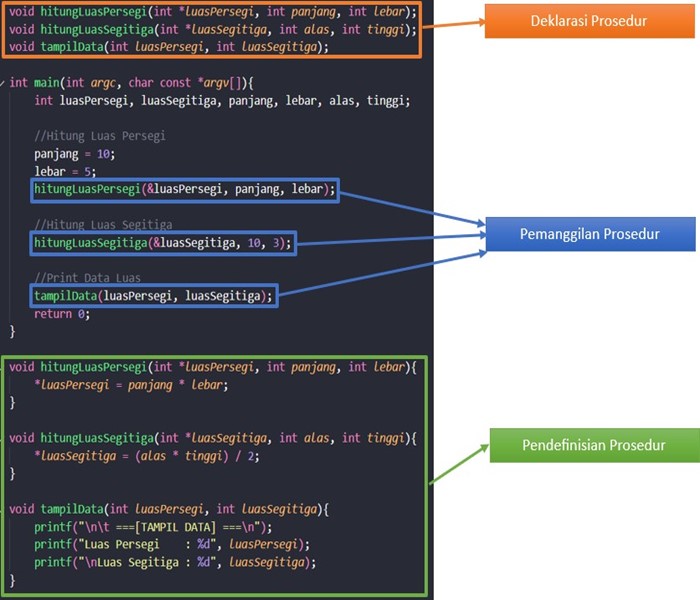 void hitungLuasPersegi(int *luasPersegi, int panjang, int lebar);
void hitungLuasSegitiga(int *luasSegitiga, int alas, int tinggi);
void tampilData(int luasPersegi, int luasSegitiga);
Deklarasi Prosedur
int main(int argc, char const *argv[]){
int luasPersegi, luasSegitiga, panjang, lebar, alas, tinggi;
//Hitung Luas Persegi
panjang = 10;
lebar = 5;
hitungLuasPersegi(&luasPersegi, panjang, lebar);
//Hitung Luas Segitiga
hitungLuasSegitiga(&luasSegitiga, 10, 3);
Pemanggilan Prosedur
//Print Data Luas
tampilData(luasPersegi, luasSegitiga);
return 0;
}
void hitungLuasPersegi(int *luasPersegi, int panjang, int lebar){
*luasPersegi = panjang * lebar;
}
void hitungLuasSegitiga(int *luasSegitiga, int alas, int tinggi){
*luasSegitiga = (alas * tinggi) / 2;
}
Pendefinisian Prosedur
void tampilData(int luasPersegi, int luasSegitiga){
printf("\n\t ===[TAMPIL DATA] ===\n");
printf("Luas Persegi    : %d", luasPersegi);
printf("\nLuas Segitiga : %d", luasSegitiga);
}